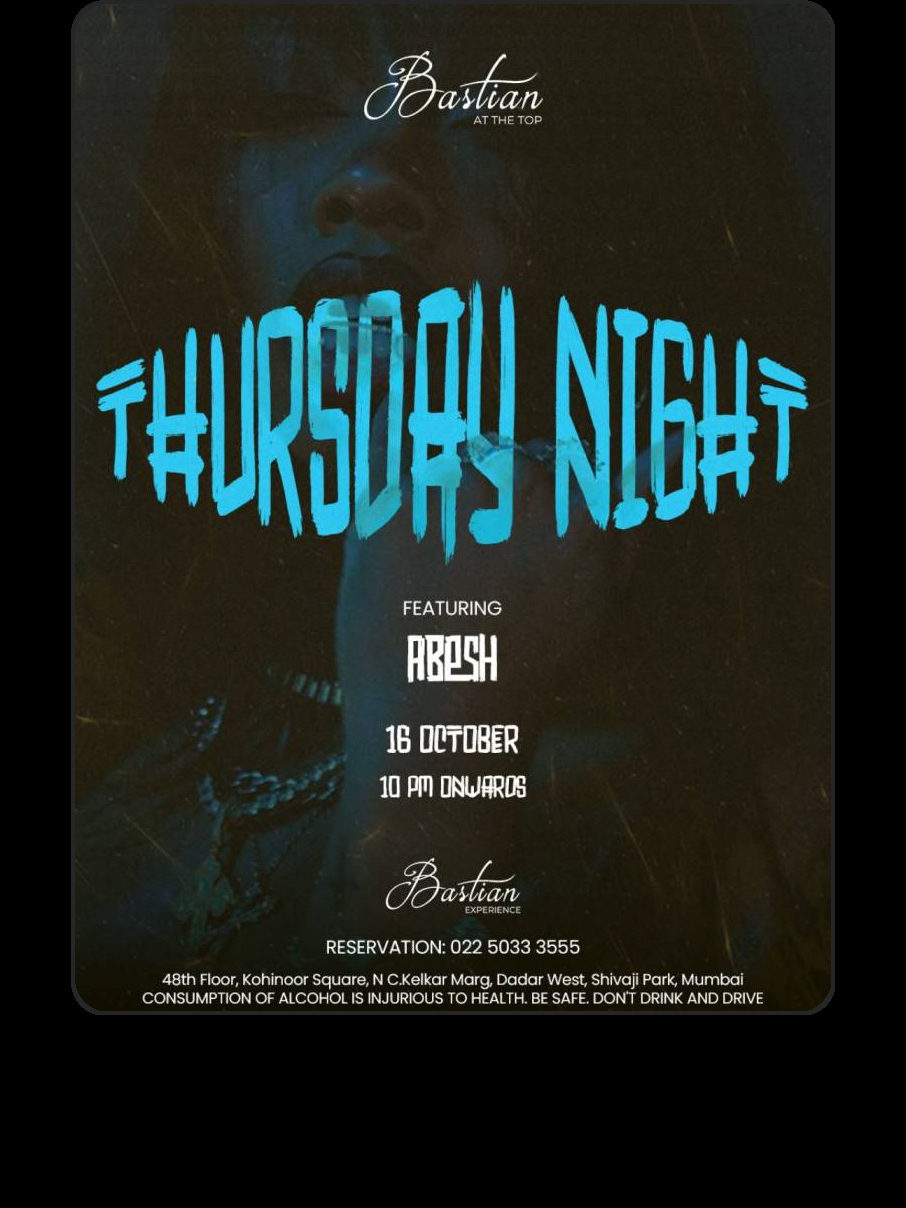 Bastian
AT THE TOP
THURSDAY NIGHT
FEATURING
ABESH
16 OCTOBER
10 PM ONWARDS
Bastian
EXPERIENCE
RESERVATION: 022 5033 3555
48th Floor, Kohinoor Square, N C.Kelkar Marg, Dadar West, Shivaji Park, Mumbai
CONSUMPTION OF ALCOHOL IS INJURIOUS TO HEALTH. BE SAFE. DON'T DRINK AND DRIVE